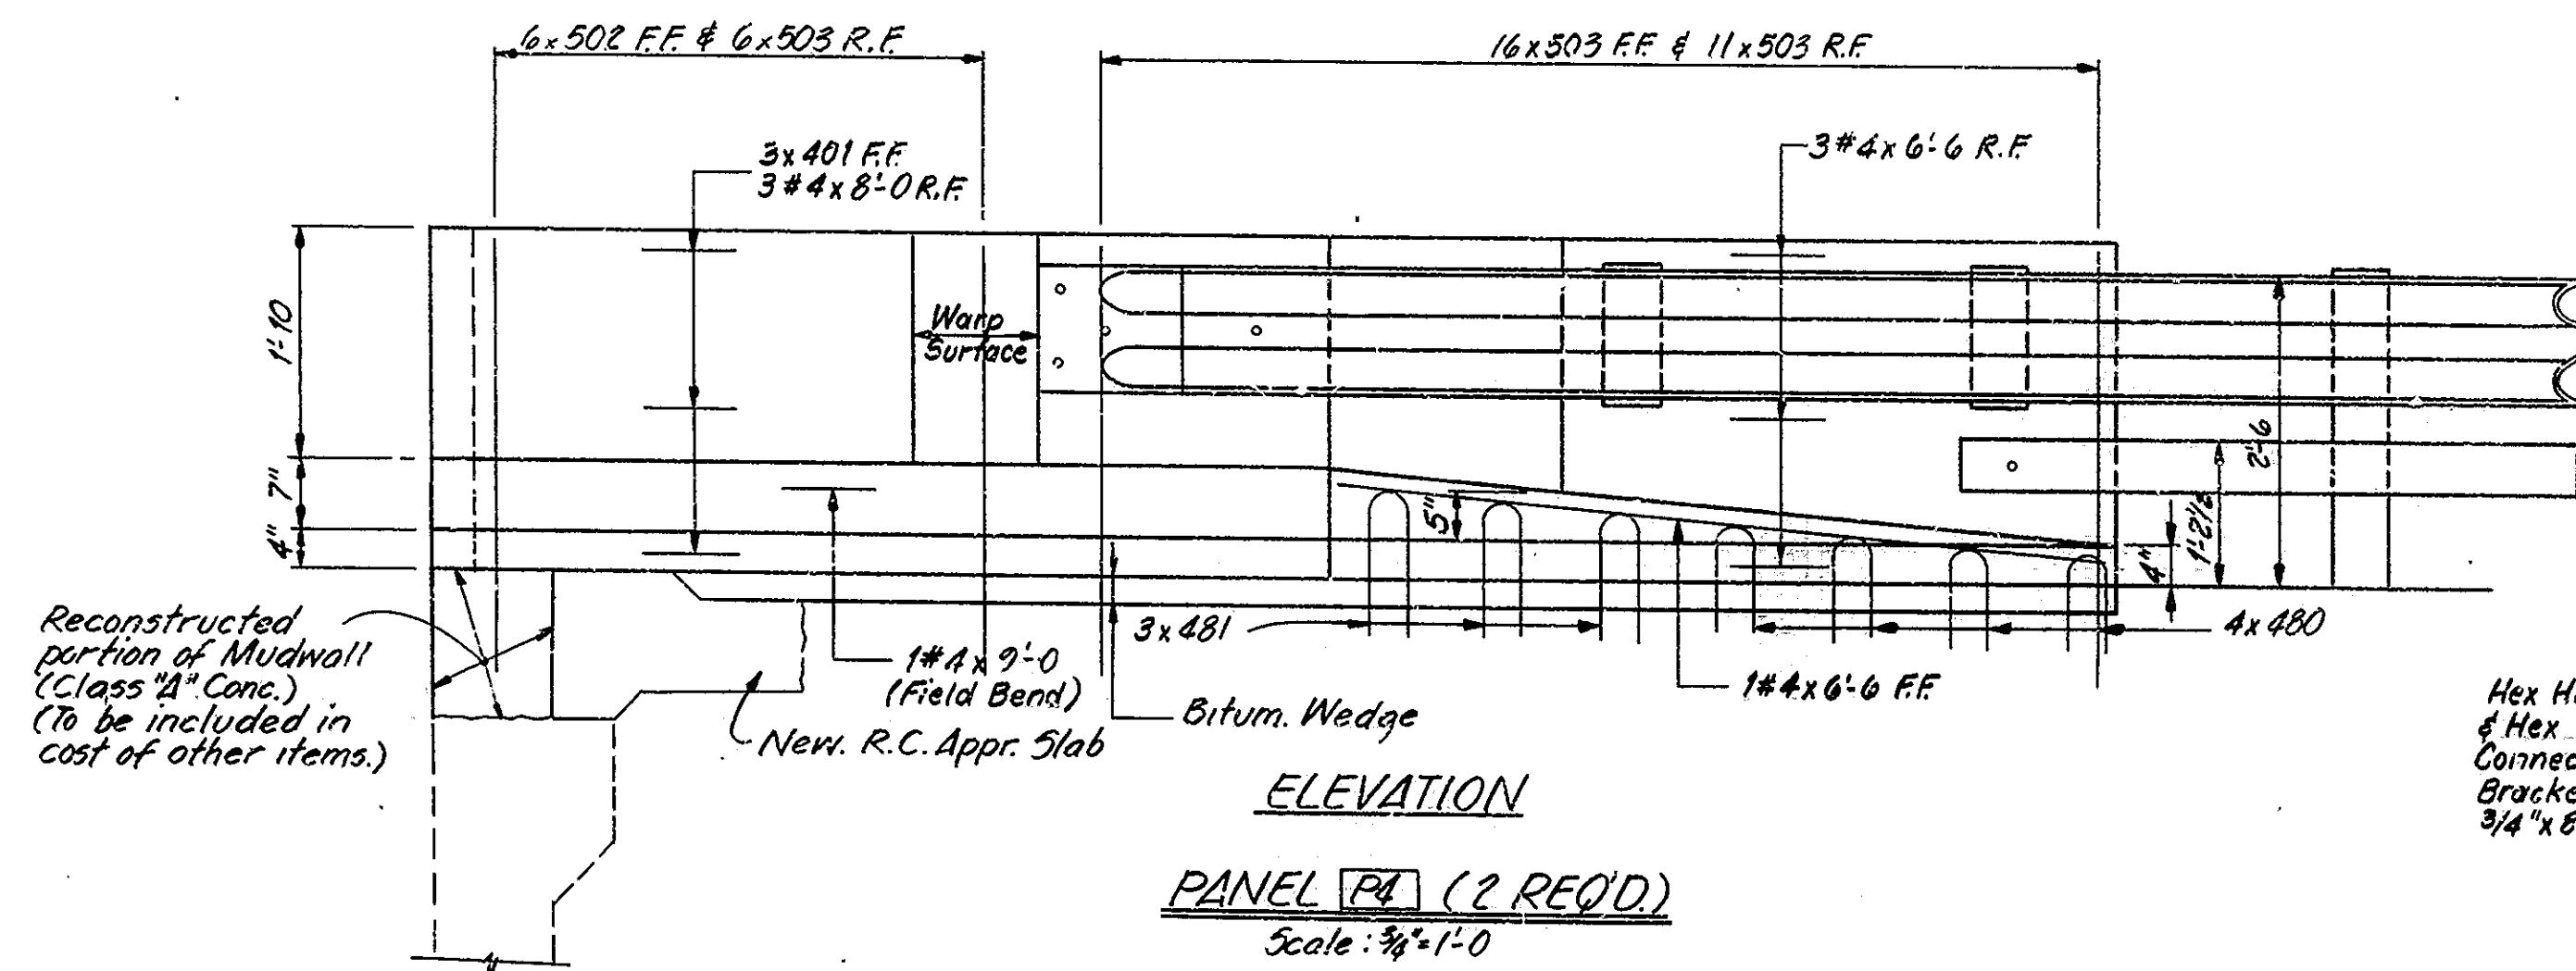 6x502 F.F. & 6x503 R.F.
16x503 F.F. & 11x503 R.F.
3x401 F.F.
3#4x8'-0 R.F.
3#4x6'-6 R.F.
1'-10
7"
4"
Warp
Surface
5"
2'-6
1'-2½
4"
Reconstructed
portion of Mudwall
(Class "A" Conc.)
(To be included in
cost of other items.)
1#4x9'-0
(Field Bend)
New. R.C. Appr. Slab
3x481
Bitum. Wedge
4x480
1#4x6'-6 F.F.
Hex
& Hex
Connec
Bracke
3/4"x 8
ELEVATION
PANEL P4 (2 REQ'D.)
Scale: 3/4"=1'-0